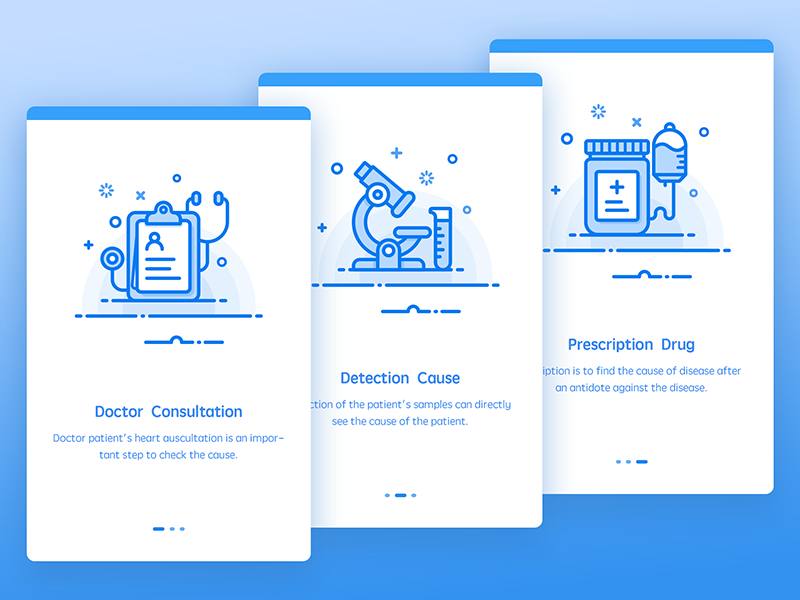 Doctor Consultation
Doctor patient's heart auscultation is an impor-
tant step to check the cause.
Detection Cause
of the patient's samples can directly
see the cause of the patient.
Prescription Drug
is to find the cause of disease after
an antidote against the disease.